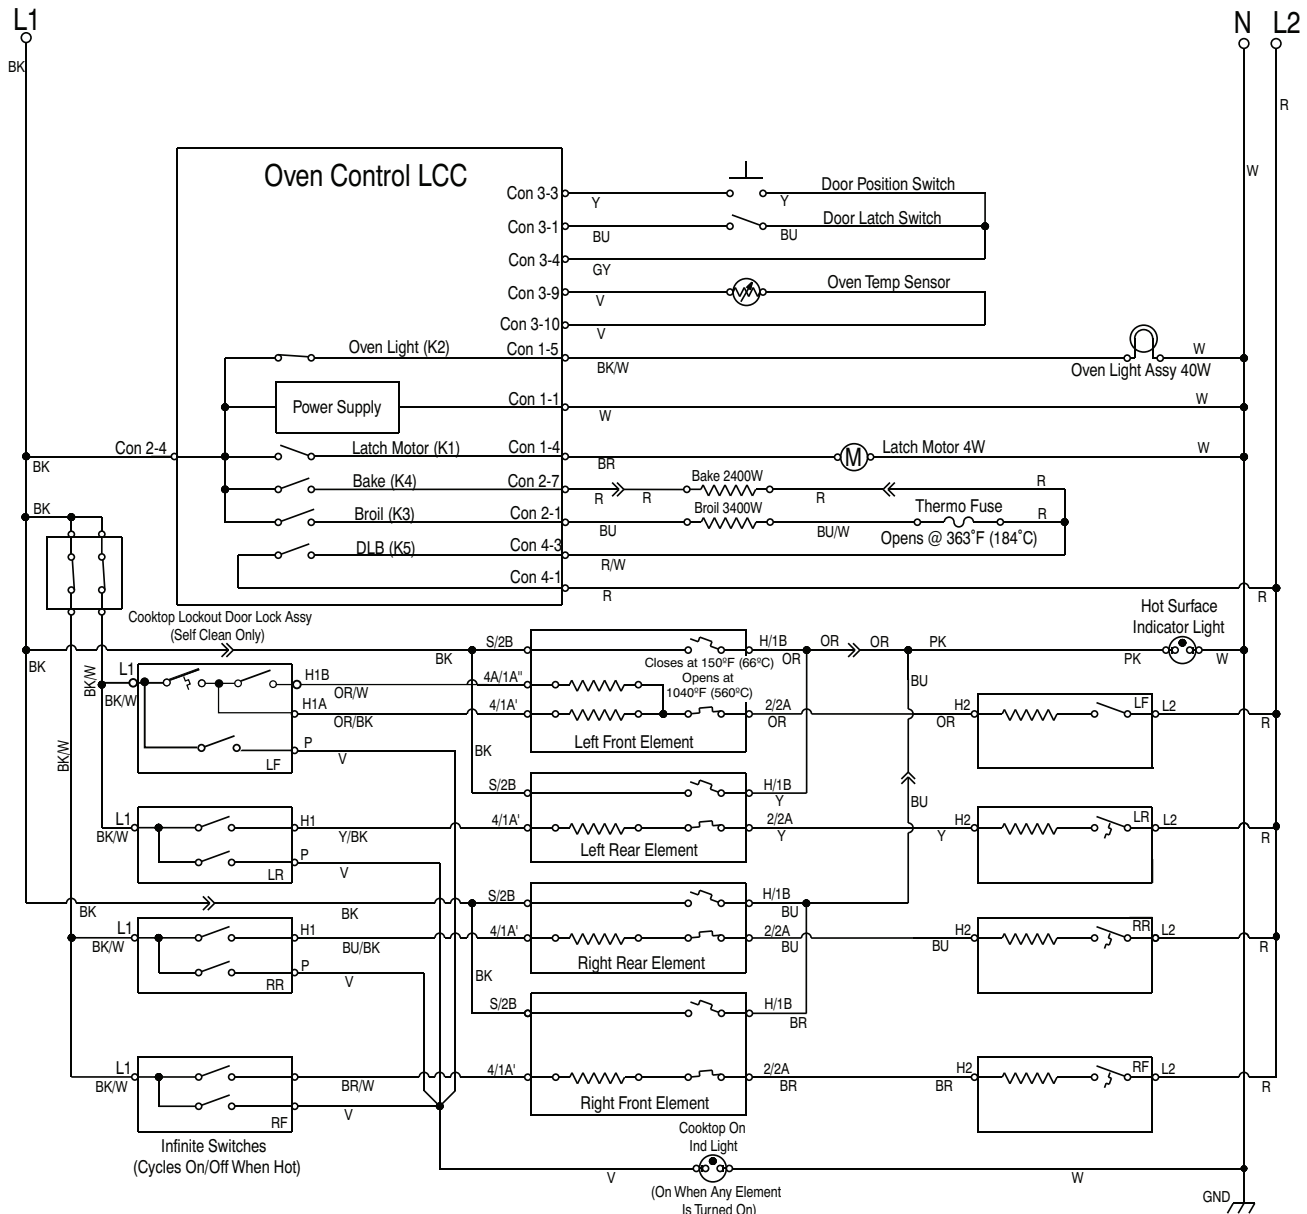 L1
N
L2
BK
R
W
Oven Control LCC
Con 3-3
Y
Y
Door Position Switch
Con 3-1
BU
BU
Door Latch Switch
Con 3-4
GY
Con 3-9
V
Oven Temp Sensor
Con 3-10
V
Oven Light (K2)
Con 1-5
BK/W
W
Oven Light Assy 40W
Power Supply
Con 1-1
W
W
Con 2-4
BK
Latch Motor (K1)
Con 1-4
BR
M
Latch Motor 4W
W
Bake (K4)
Con 2-7
R
R
Bake 2400W
R
R
BK
Broil (K3)
Con 2-1
BU
Broil 3400W
BU/W
Thermo Fuse
R
Opens @ 363˚F (184˚C)
DLB (K5)
Con 4-3
R/W
Con 4-1
R
R
Cooktop Lockout Door Lock Assy
(Self Clean Only)
Hot Surface
Indicator Light
BK
BK
S/2B
H/1B
OR
OR
OR
PK
PK
W
Closes at 150ºF (66ºC)
Opens at
1040ºF (560ºC)
BK/W
L1
BK/W
H1B
OR/W
4A/1A"
H1A
OR/BK
4/1A'
2/2A
OR
BU
H2
OR
LF
L2
R
P
V
LF
BK
Left Front Element
BK/W
S/2B
H/1B
Y
BU
L1
BK/W
H1
Y/BK
4/1A'
2/2A
Y
Y
H2
LR
L2
R
P
V
LR
Left Rear Element
BK
BK
S/2B
H/1B
BU
L1
BK/W
H1
BU/BK
4/1A'
2/2A
BU
BU
H2
RR
L2
R
P
V
RR
BK
Right Rear Element
S/2B
H/1B
BR
L1
BK/W
BR/W
4/1A'
2/2A
BR
BR
H2
RF
L2
R
V
RF
Right Front Element
Infinite Switches
(Cycles On/Off When Hot)
Cooktop On
Ind Light
V
W
(On When Any Element
Is Turned On)
GND